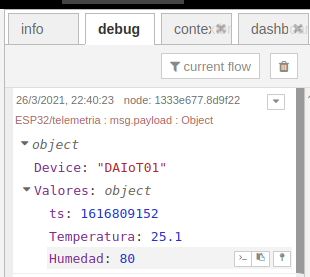 info
debug
contex
dashb
current flow
26/3/2021, 22:40:23 node: 1333e677.8d9f22
ESP32/telemetria : msg.payload : Object
object
Device: "DAIoT01"
Valores: object
ts: 1616809152
Temperatura: 25.1
Humedad: 80